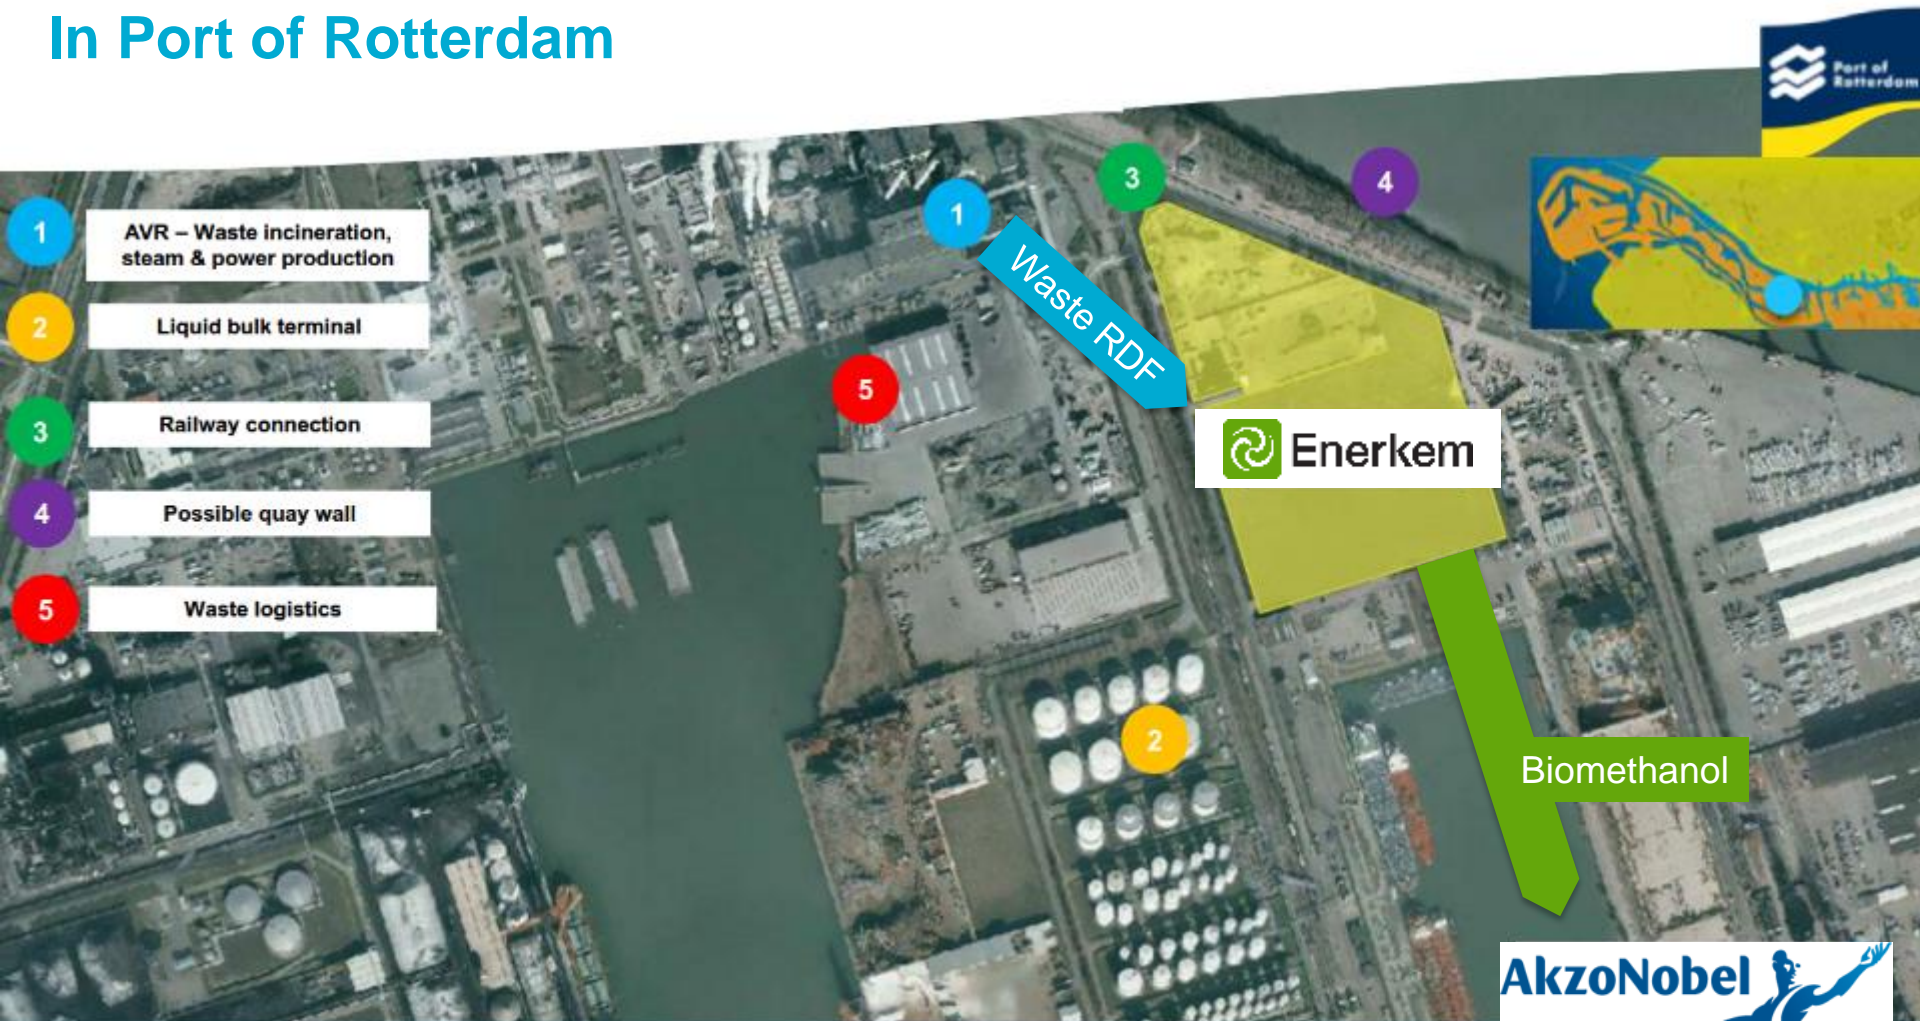 In Port of Rotterdam
Port of
Rotterdam
1
AVR – Waste incineration,
steam & power production
2
Liquid bulk terminal
3
Railway connection
4
Possible quay wall
5
Waste logistics
1
3
4
5
2
Waste RDF
Enerkem
Biomethanol
AkzoNobel